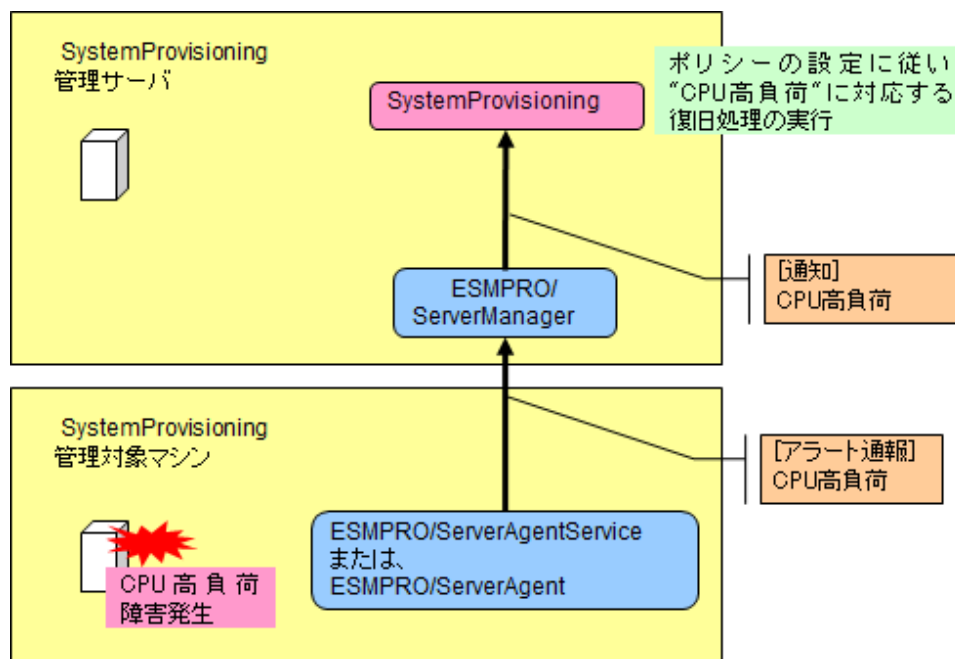 SystemProvisioning
管理サーバ
SystemProvisioning
ポリシーの設定に従い
“CPU高負荷“に対応する
復旧処理の実行
ESMPRO/
ServerManager
[通知]
CPU高負荷
SystemProvisioning
管理対象マシン
[アラート通報]
CPU高負荷
ESMPRO/ServerAgentService
または、
ESMPRO/ServerAgent
CPU高負荷
障害発生